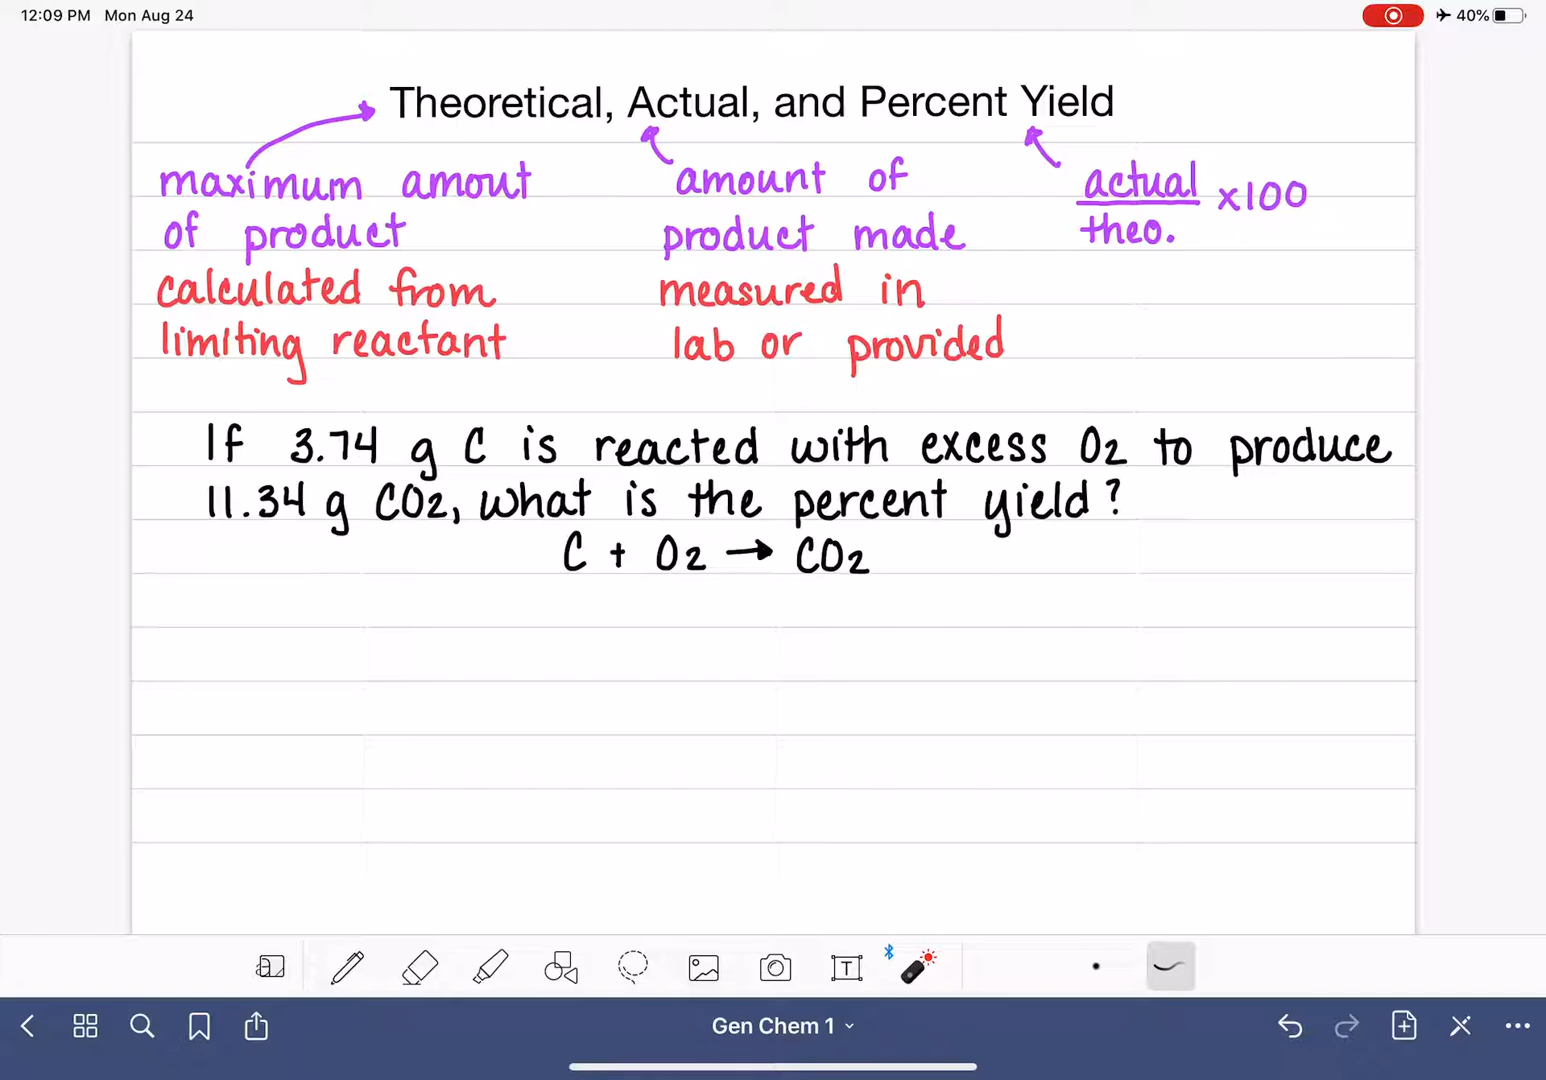 12:09 PM Mon Aug 24
40%
Theoretical, Actual, and Percent Yield
maximum amout
of product
calculated from
limiting reactant
amount of
product made
measured in
lab or provided
actual
theo.
x100
If 3.74 g C is reacted with excess O2 to produce
11.34 g CO2, what is the percent yield?
C + O2 → CO2
T
Gen Chem 1